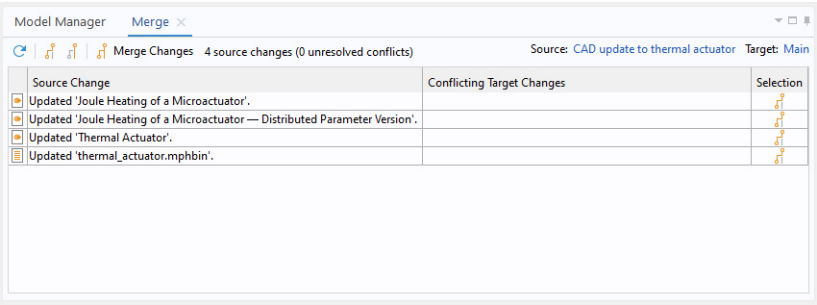 Model Manager Merge
Merge Changes 4 source changes (0 unresolved conflicts) Source: CAD update to thermal actuator Target: Main
Source Change Conflicting Target Changes Selection
Updated 'Joule Heating of a Microactuator'.
Updated 'Joule Heating of a Microactuator — Distributed Parameter Version'.
Updated 'Thermal Actuator'.
Updated 'thermal_actuator.mphbin'.